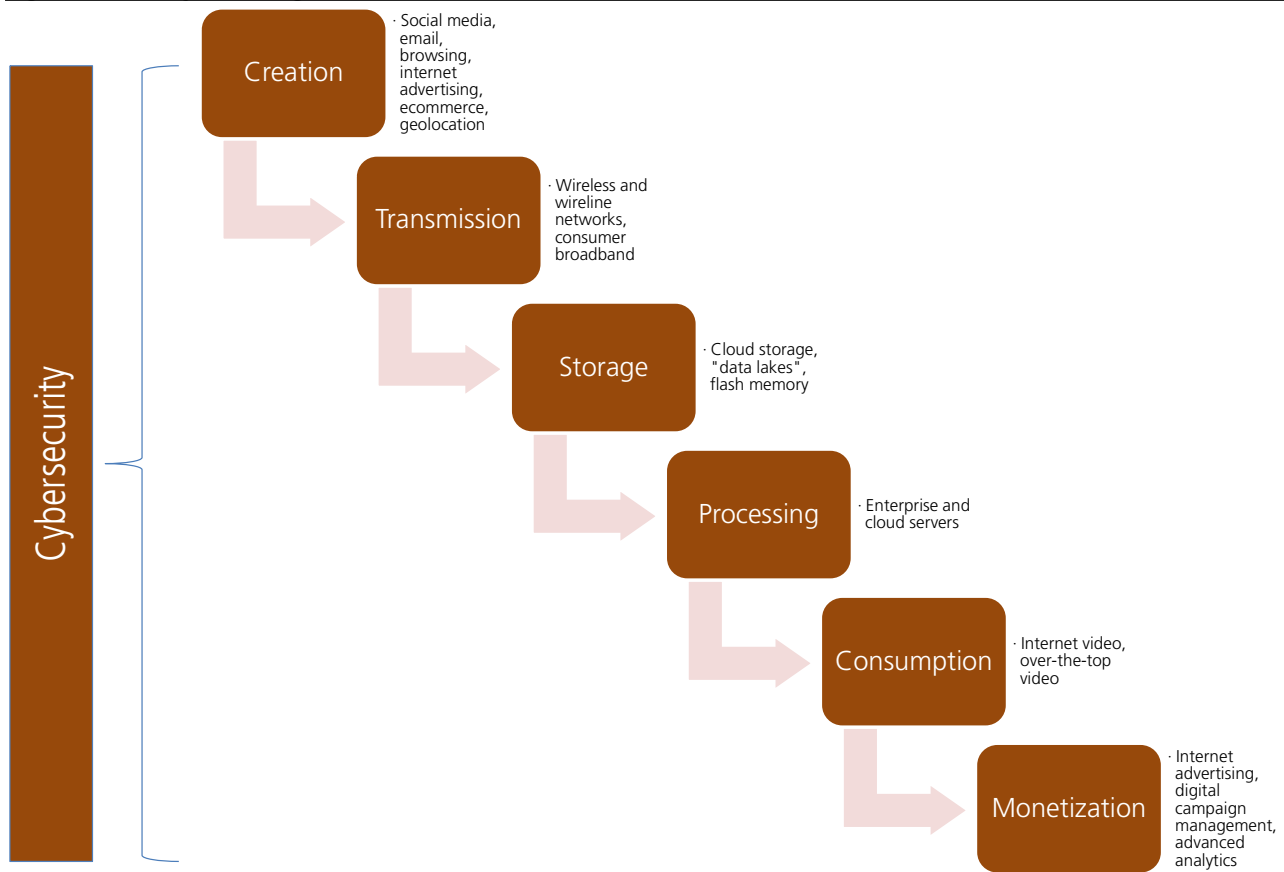 Cybersecurity
Creation
· Social media,
email,
browsing,
internet
advertising,
ecommerce,
geolocation
Transmission
· Wireless and
wireline
networks,
consumer
broadband
Storage
· Cloud storage,
"data lakes",
flash memory
Processing
· Enterprise and
cloud servers
Consumption
· Internet video,
over-the-top
video
Monetization
· Internet
advertising,
digital
campaign
management,
advanced
analytics